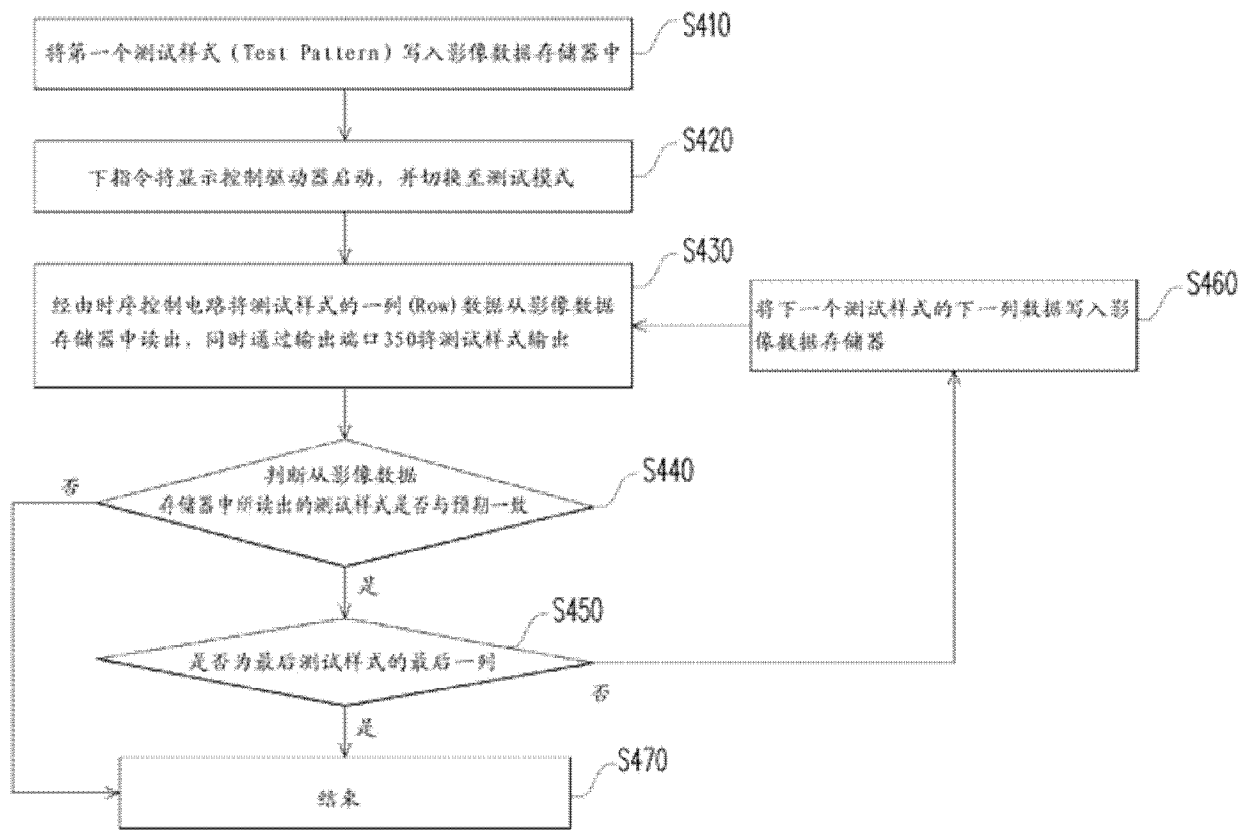 S410
将第一个测试样式(Test Pattern)写入影像数据存储器中
S420
下指令将显示控制驱动器启动，并切换至测试模式
S430
经由时序控制电路将测试样式的一列(Row)数据从影像数据
存储器中读出，同时通过输出端口350将测试样式输出
S460
将下一个测试样式的下一列数据写入影
像数据存储器
S440
判断从影像数据
存储器中所读出的测试样式是否与预期一致
否
是
S450
是否为最后测试样式的最后一列
否
是
S470
结束